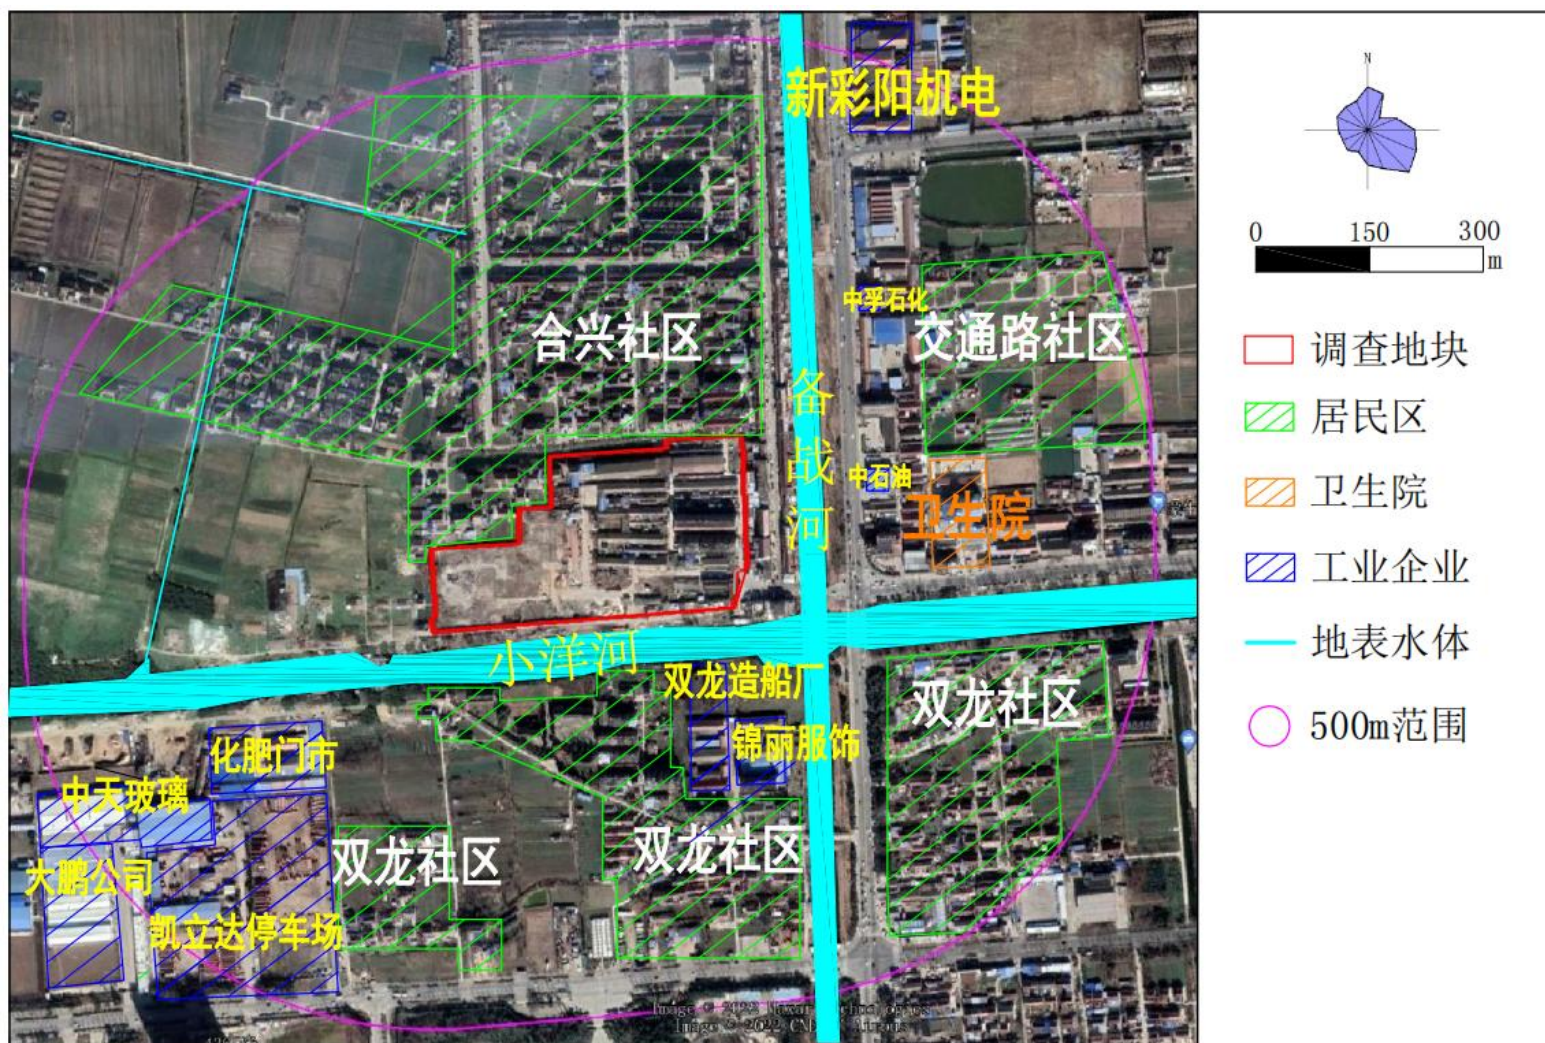 新彩阳机电
中孚石化
合兴社区
交通路社区
备战河
中石油
卫生院
小洋河
双龙造船厂
双龙社区
锦丽服饰
化肥门市
中天玻璃
双龙社区
双龙社区
大鹏公司
凯立达停车场
N
0 150 300
m
调查地块
居民区
卫生院
工业企业
地表水体
500m范围